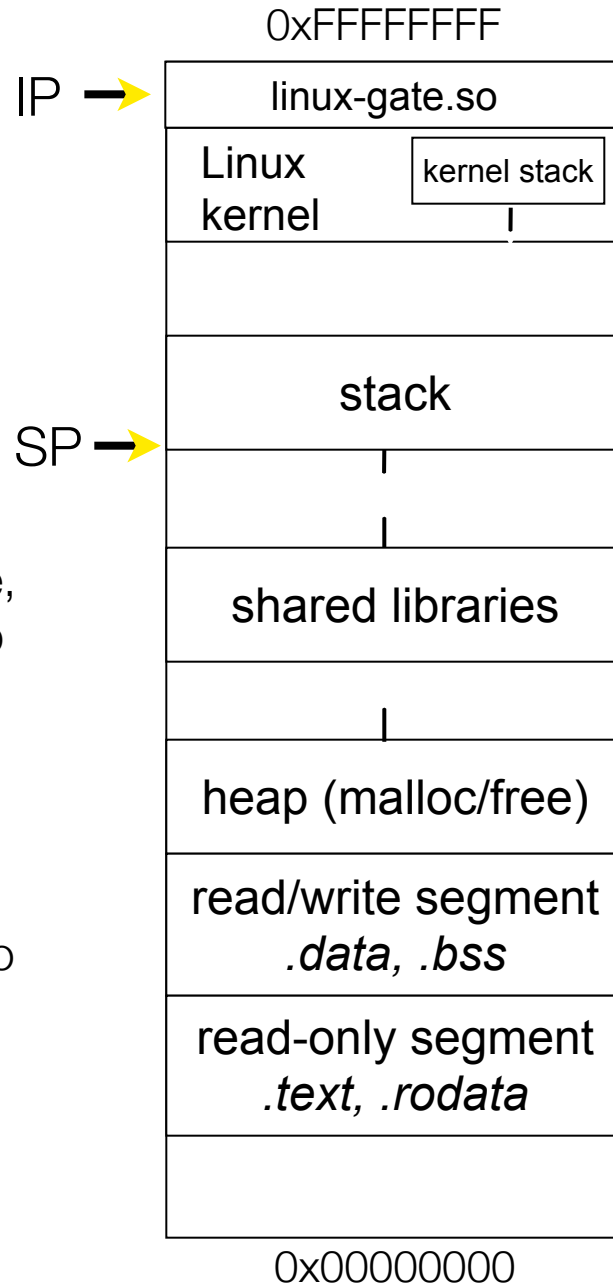 0xFFFFFFFF
IP
linux-gate.so
Linux
kernel
kernel stack
stack
SP
shared libraries
heap (malloc/free)
read/write segment
.data, .bss
read-only segment
.text, .rodata
0x00000000